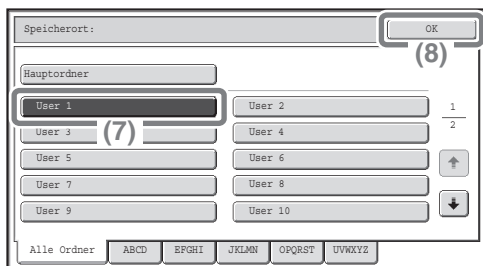 Speicherort:
OK
(8)
Hauptordner
User 1
User 2
1
(7)
User 3
User 4
2
User 5
User 6
User 7
User 8
User 9
User 10
Alle Ordner ABCD EFGHI JKLMN OPQRST UVWXYZ